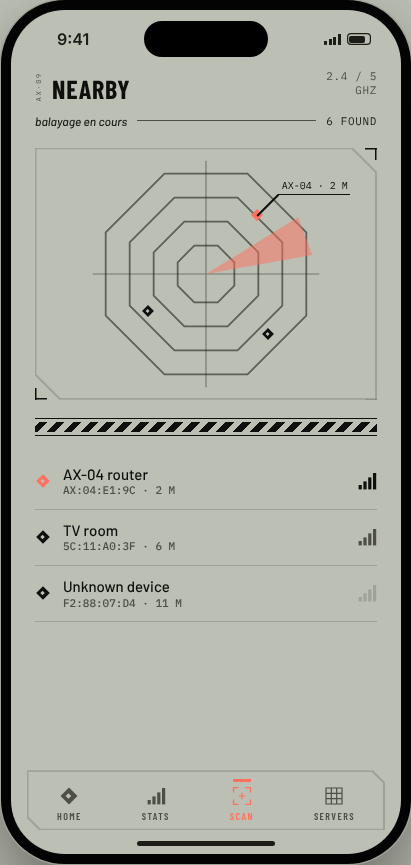 9:41
AX·09
NEARBY
2.4 / 5
GHZ
balayage en cours
6 FOUND
AX-04 · 2 M
AX-04 router
AX:04:E1:9C · 2 M
TV room
5C:11:A0:3F · 6 M
Unknown device
F2:88:07:D4 · 11 M
HOME
STATS
SCAN
SERVERS